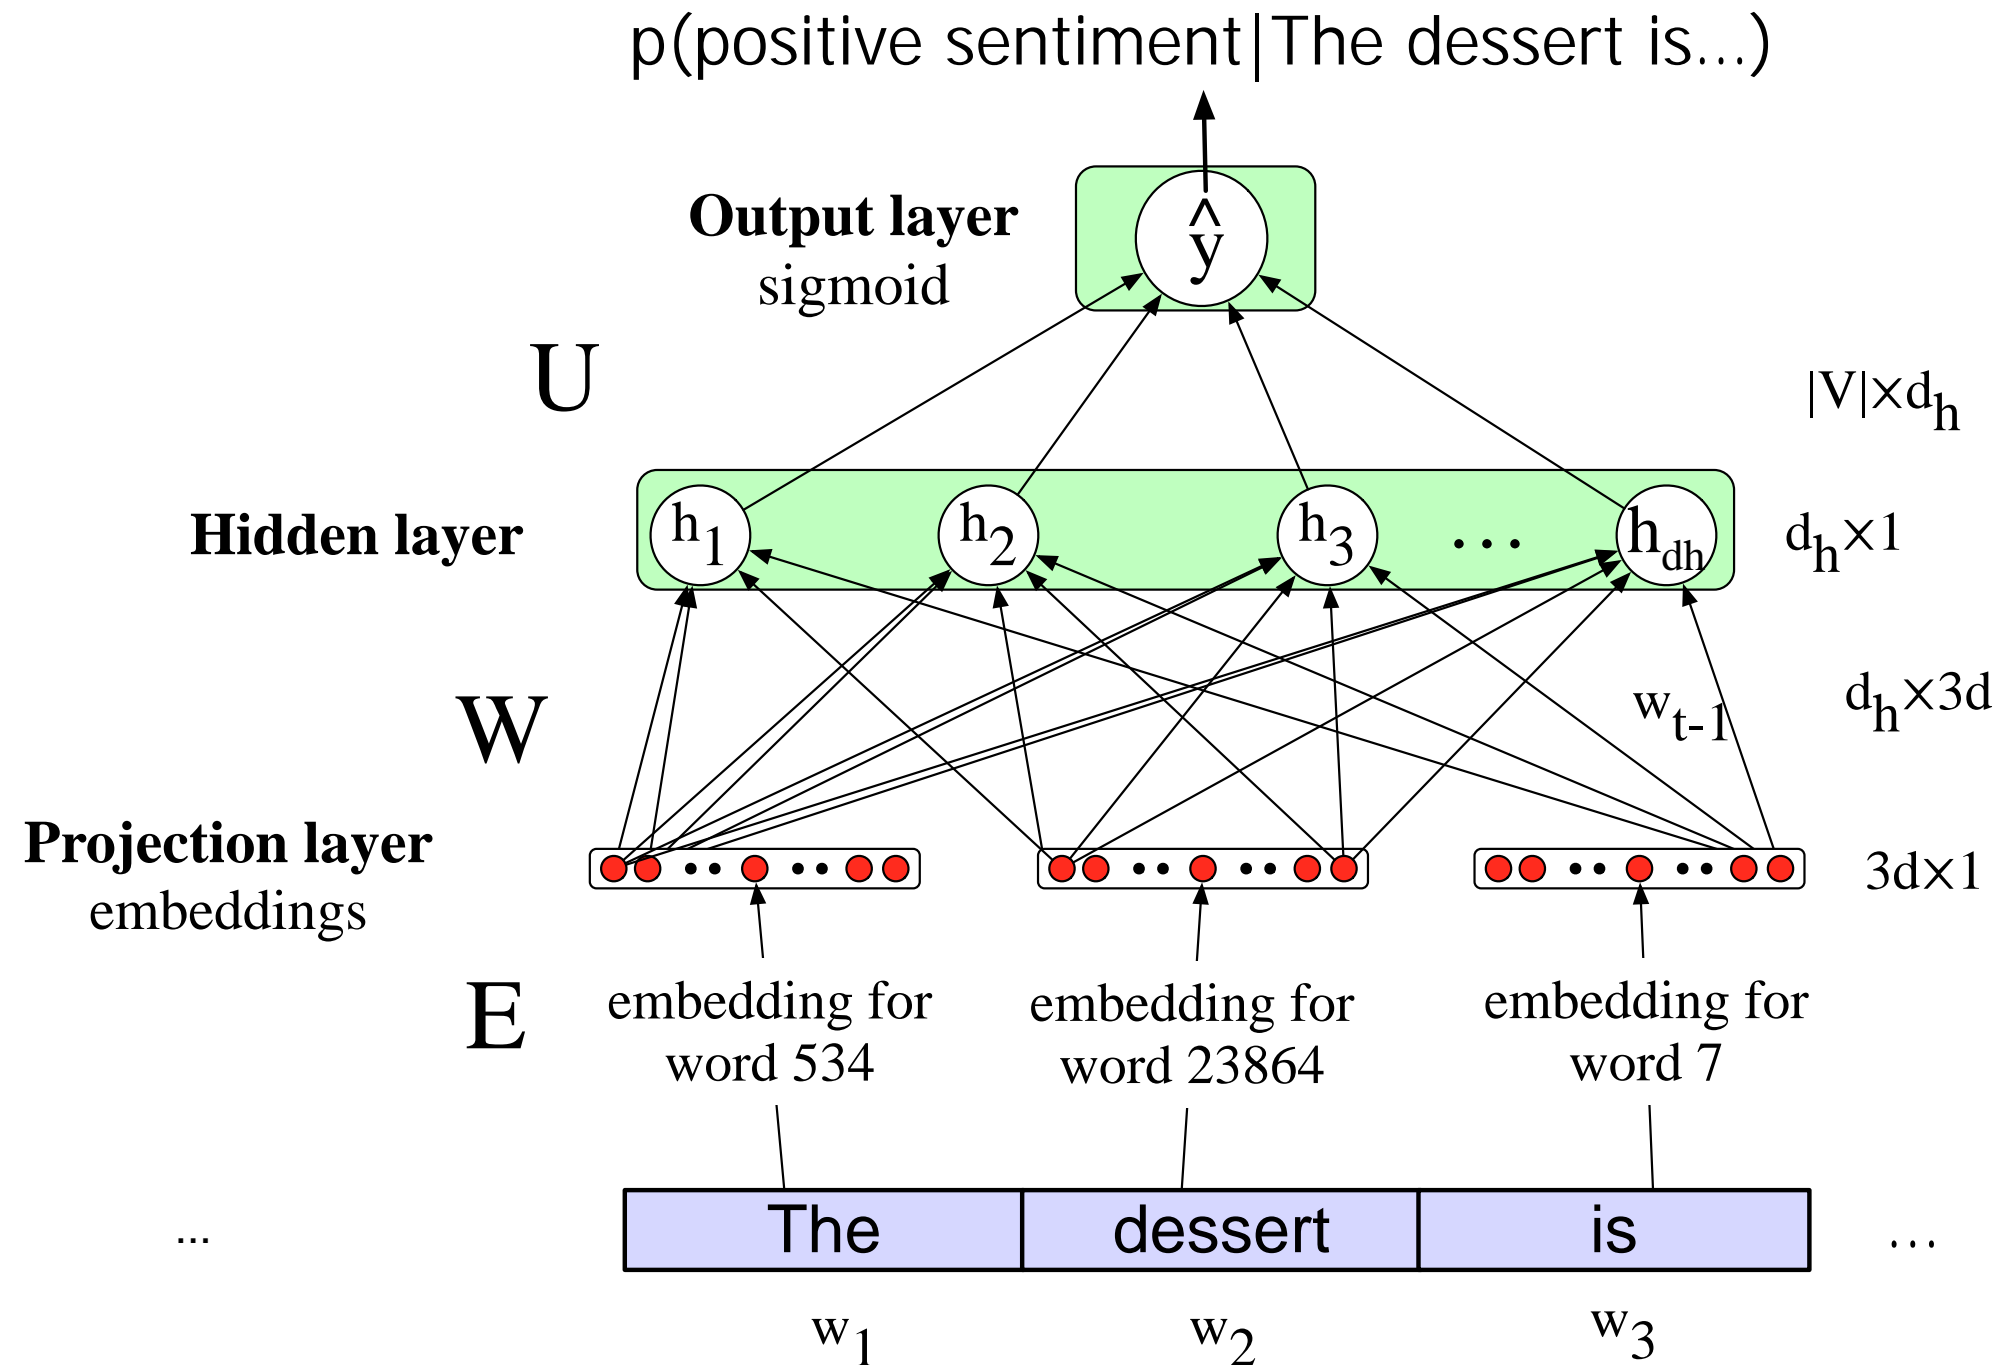 p(positive sentiment|The dessert is...)
Output layer
sigmoid
ŷ
U
|V|×dh
Hidden layer
h1
h2
h3
...
hdh
dh×1
W
wt-1
dh×3d
Projection layer
embeddings
3d×1
E
embedding for
word 534
embedding for
word 23864
embedding for
word 7
...
The
dessert
is
...
w1
w2
w3